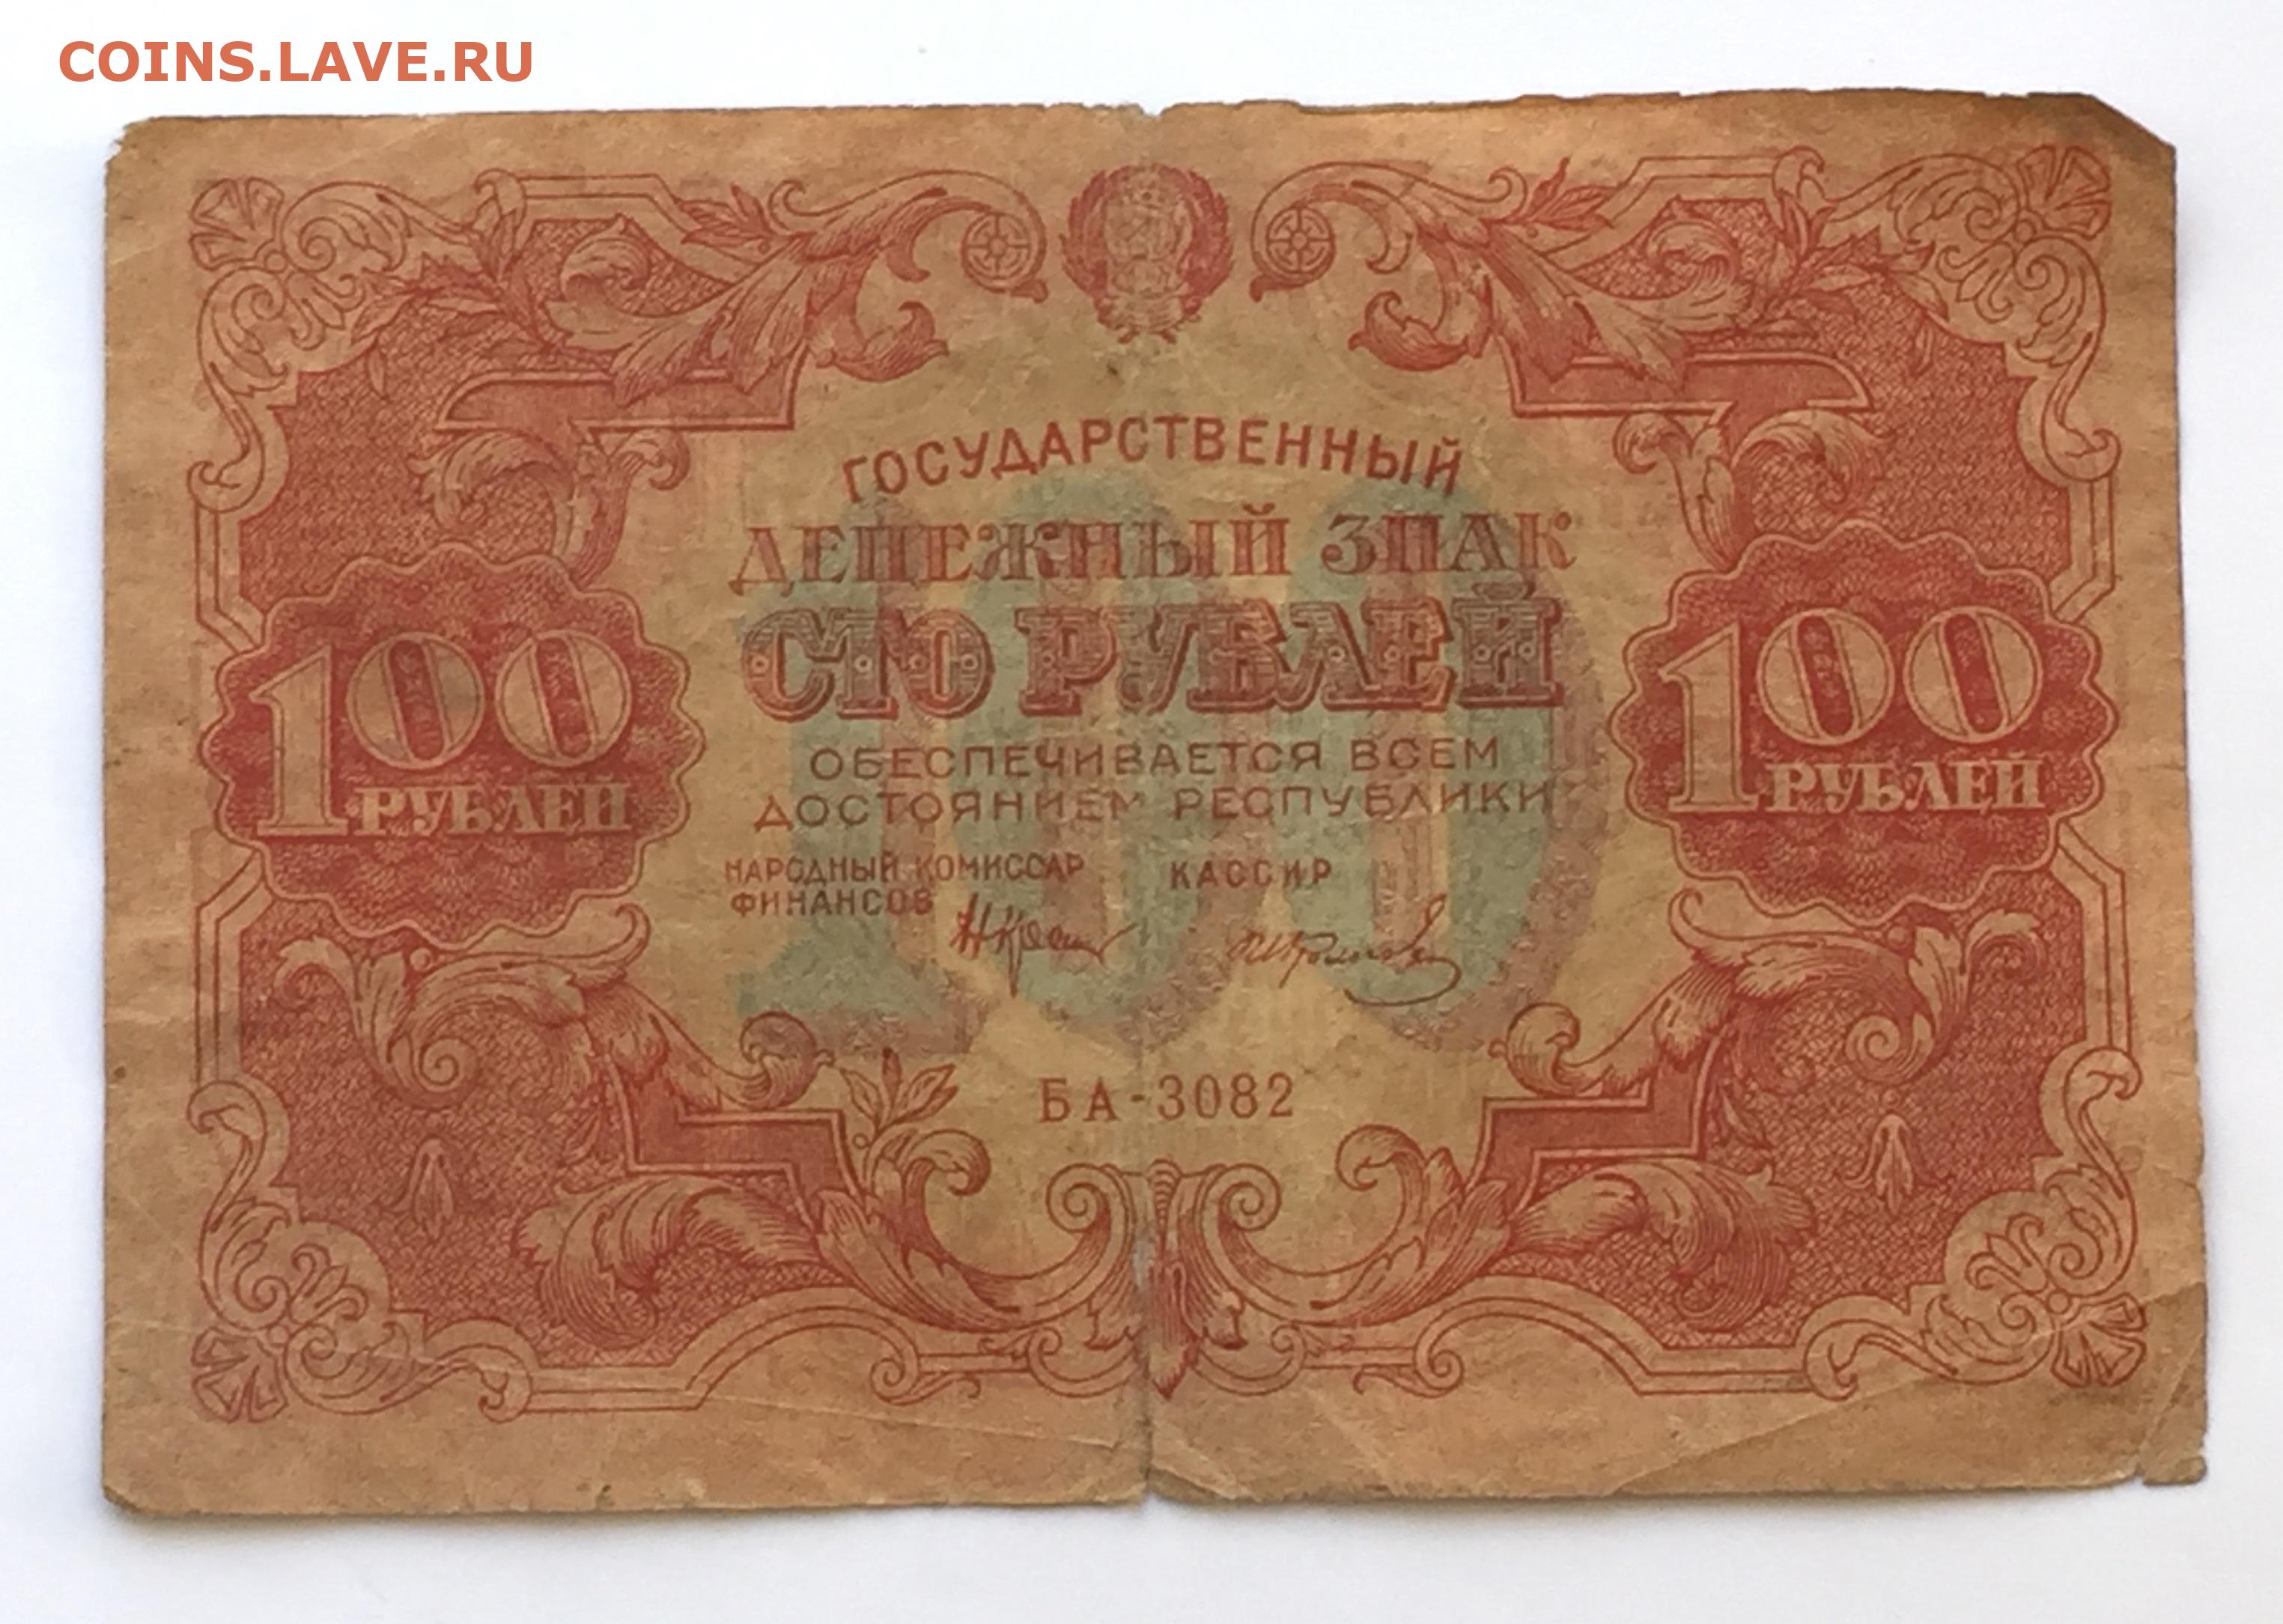 COINS.LAVE.RU
ГОСУДАРСТВЕННЫЙ
ДЕНЕЖНЫЙ ЗНАК
СТО РУБЛЕЙ
100
РУБЛЕЙ
100
100
РУБЛЕЙ
ОБЕСПЕЧИВАЕТСЯ ВСЕМ
ДОСТОЯНИЕМ РЕСПУБЛИКИ
НАРОДНЫЙ КОМИССАР
ФИНАНСОВ
КАССИР
БА-3082